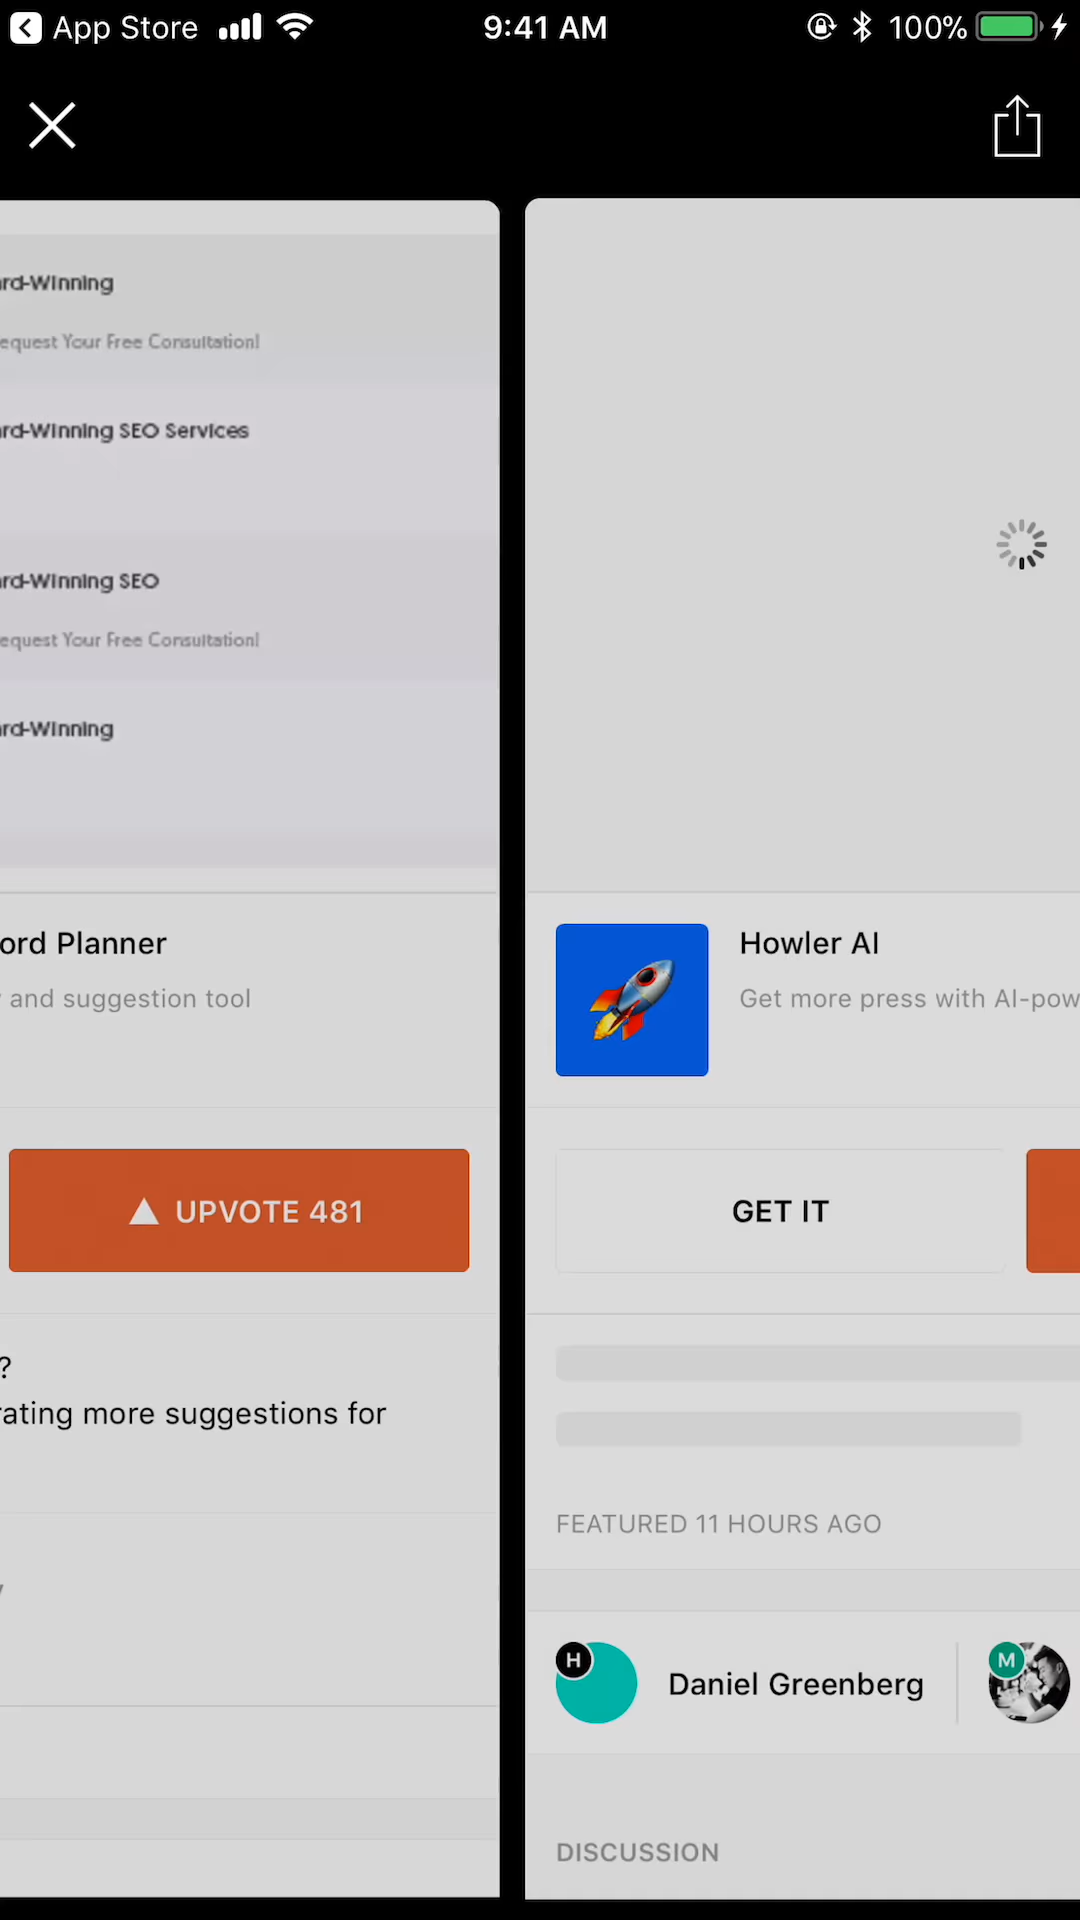 App Store
9:41 AM
100%
rd-Winning
equest Your Free Consultation!
rd-Winning SEO Services
rd-Winning SEO
equest Your Free Consultation!
rd-Winning
ord Planner
and suggestion tool
UPVOTE 481
?
rating more suggestions for
Howler AI
Get more press with AI-pow
GET IT
FEATURED 11 HOURS AGO
H
Daniel Greenberg
M
DISCUSSION